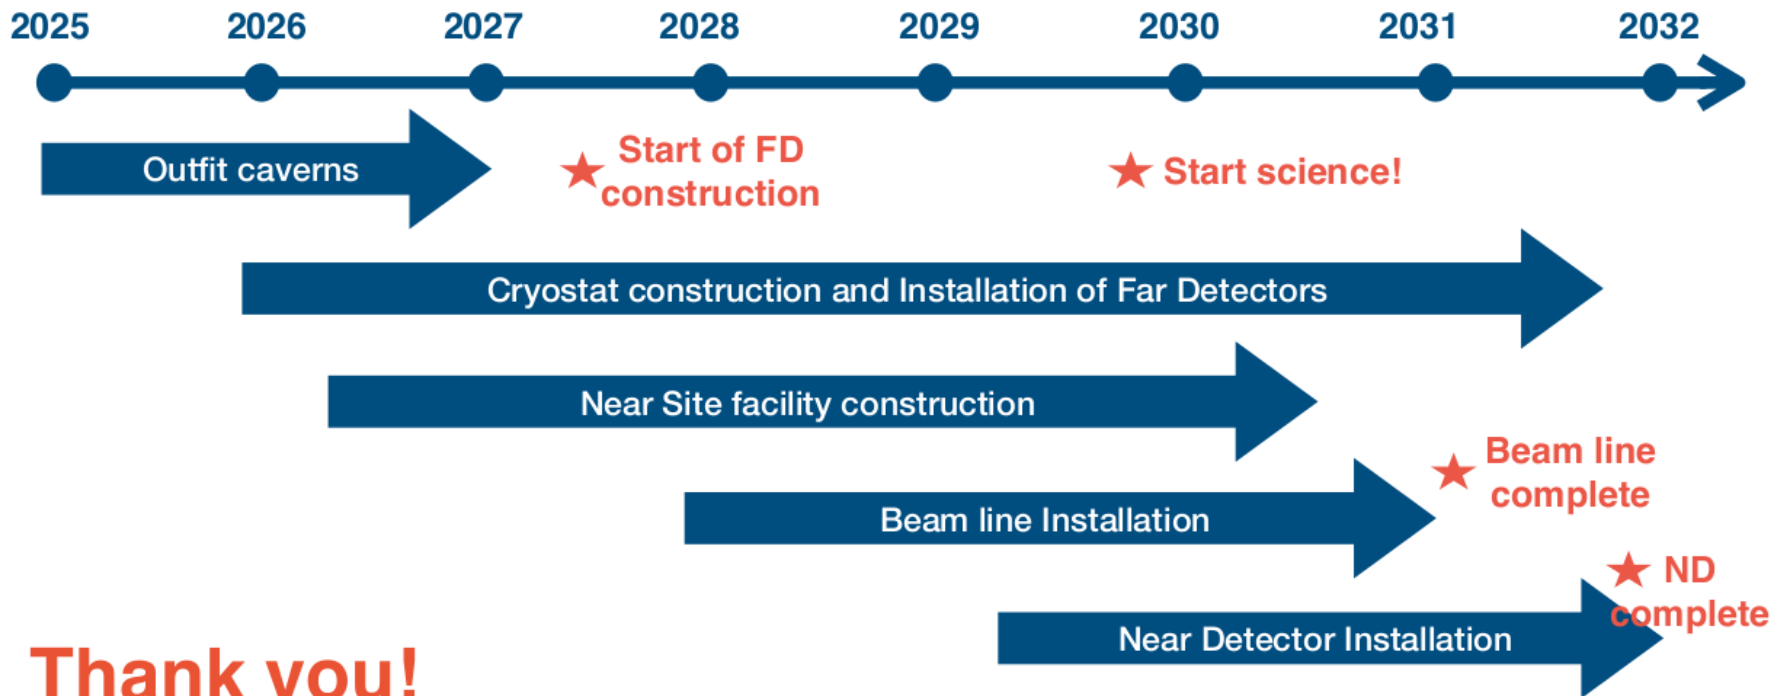 2025 2026 2027 2028 2029 2030 2031 2032
Outfit caverns
Start of FD
construction
Start science!
Cryostat construction and Installation of Far Detectors
Near Site facility construction
Beam line
complete
Beam line Installation
ND
complete
Near Detector Installation
Thank you!